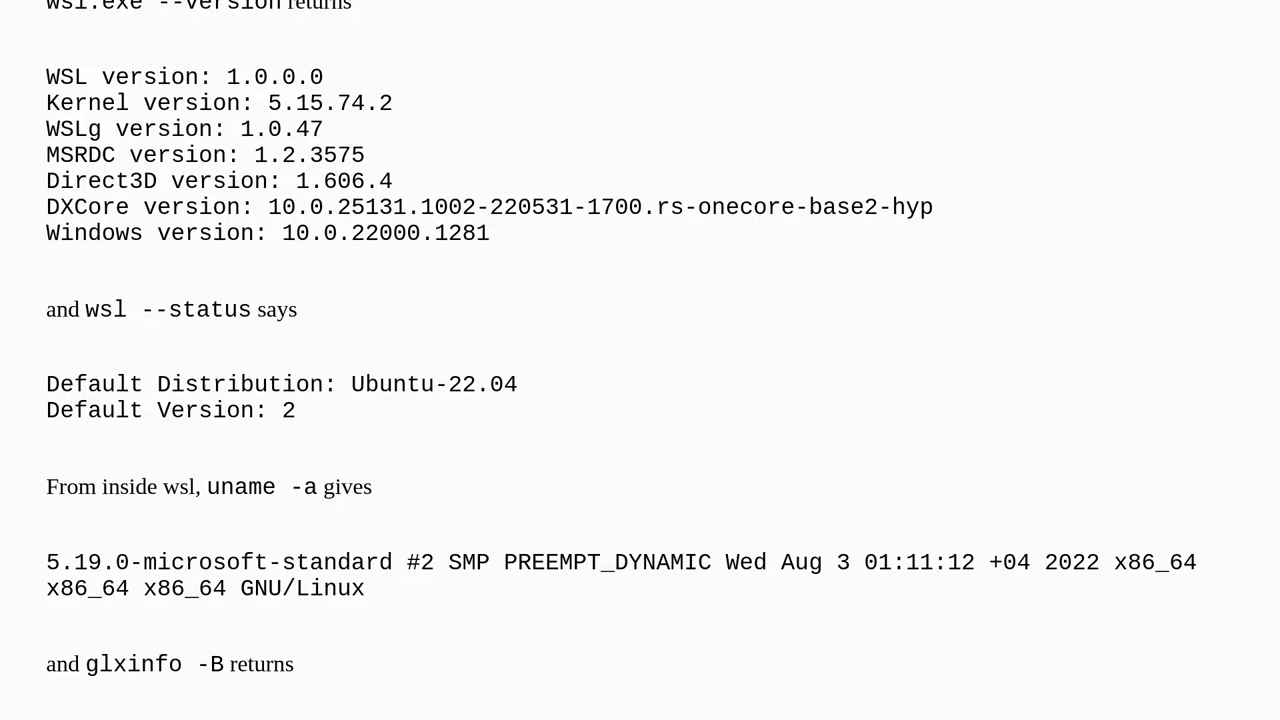 wsl.exe --version returns
WSL version: 1.0.0.0
Kernel version: 5.15.74.2
WSLg version: 1.0.47
MSRDC version: 1.2.3575
Direct3D version: 1.606.4
DXCore version: 10.0.25131.1002-220531-1700.rs-onecore-base2-hyp
Windows version: 10.0.22000.1281
and wsl --status says
Default Distribution: Ubuntu-22.04
Default Version: 2
From inside wsl, uname -a gives
5.19.0-microsoft-standard #2 SMP PREEMPT_DYNAMIC Wed Aug 3 01:11:12 +04 2022 x86_64
x86_64 x86_64 GNU/Linux
and glxinfo -B returns